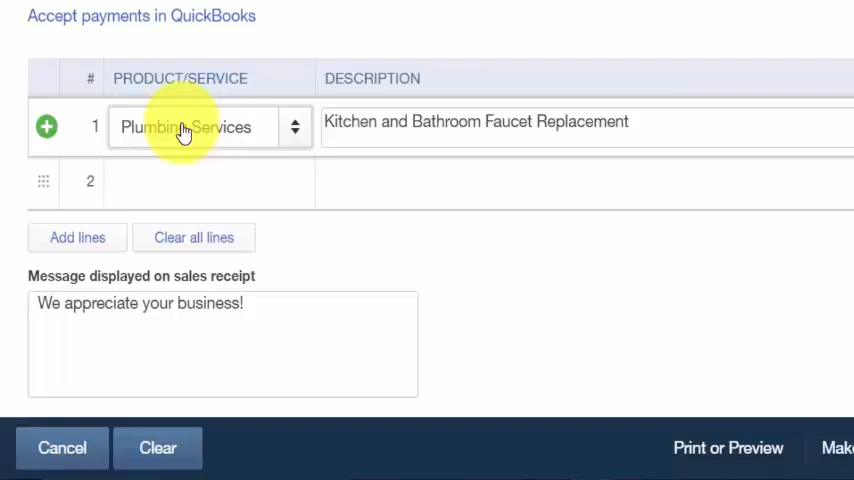 Accept payments in QuickBooks
# PRODUCT/SERVICE DESCRIPTION
1 Plumbing Services Kitchen and Bathroom Faucet Replacement
2
Add lines Clear all lines
Message displayed on sales receipt
We appreciate your business!
Cancel Clear Print or Preview Mak